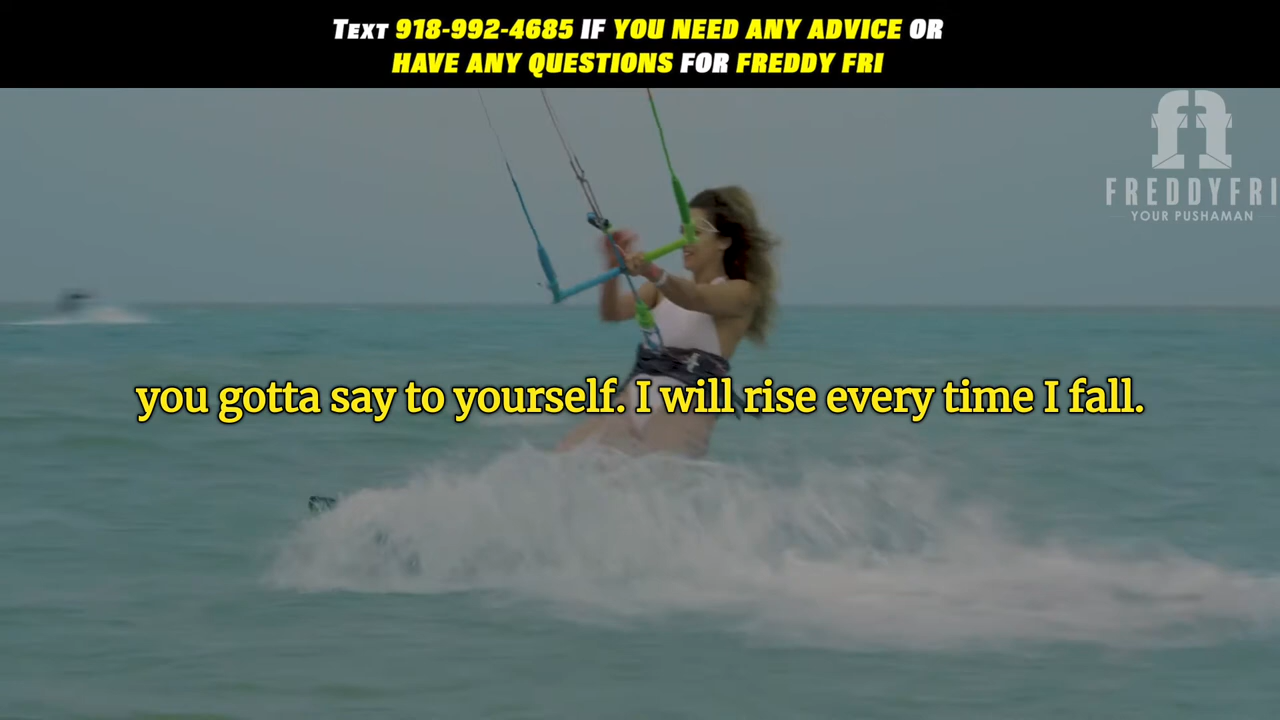 Text 918-992-4685 IF YOU NEED ANY ADVICE OR
HAVE ANY QUESTIONS FOR FREDDY FRI
FREDDYFRI
YOUR PUSHAMAN
you gotta say to yourself. I will rise every time I fall.